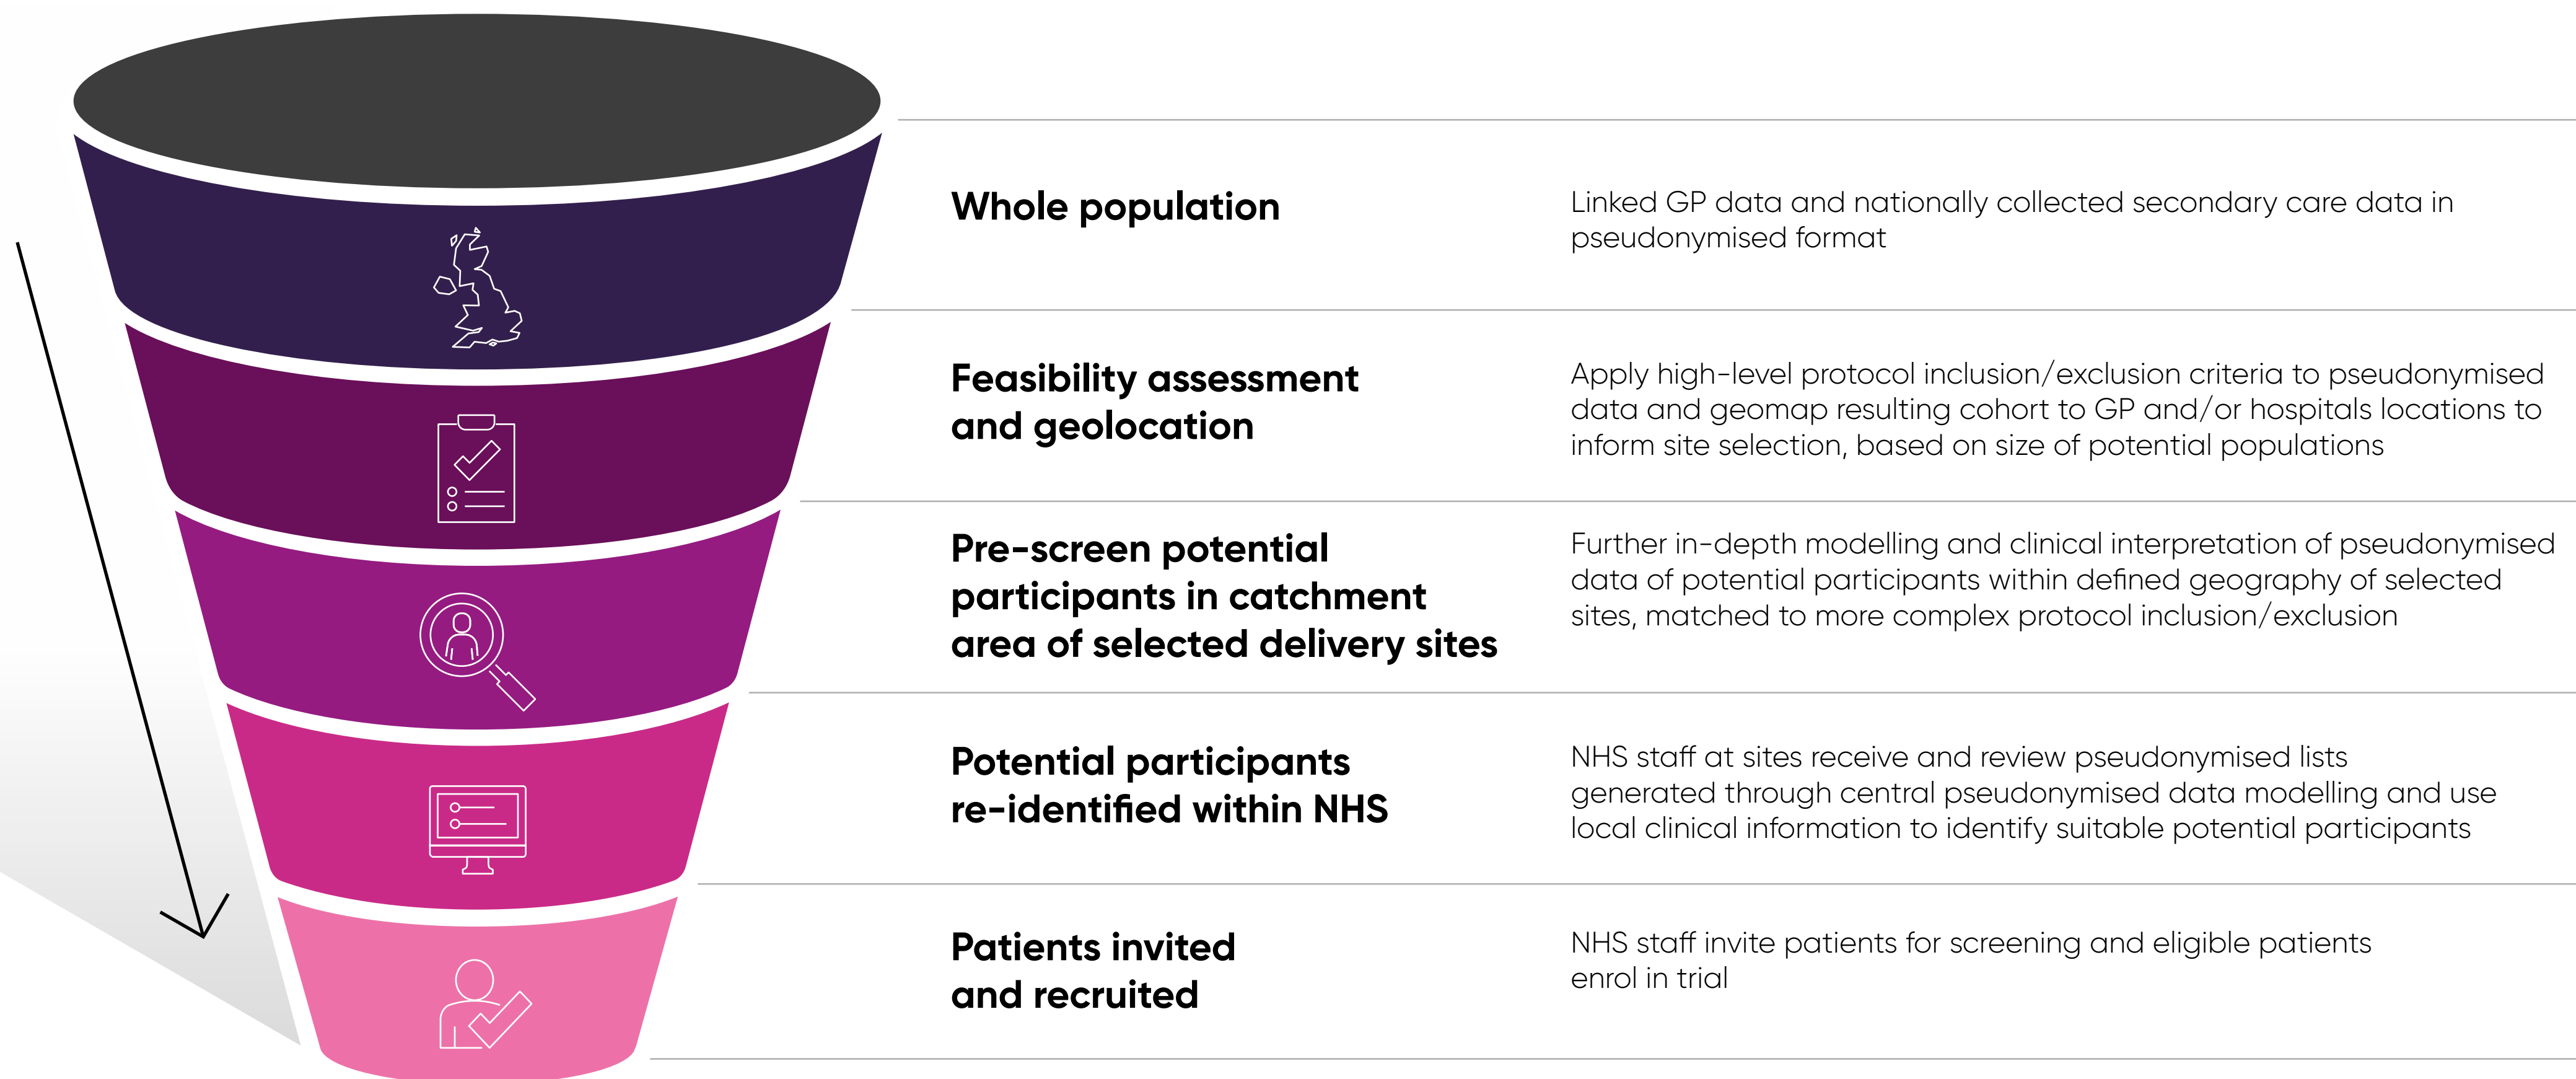 Whole population
Linked GP data and nationally collected secondary care data in
pseudonymised format
Feasibility assessment
and geolocation
Apply high-level protocol inclusion/exclusion criteria to pseudonymised
data and geomap resulting cohort to GP and/or hospitals locations to
inform site selection, based on size of potential populations
Pre-screen potential
participants in catchment
area of selected delivery sites
Further in-depth modelling and clinical interpretation of pseudonymised
data of potential participants within defined geography of selected
sites, matched to more complex protocol inclusion/exclusion
Potential participants
re-identified within NHS
NHS staff at sites receive and review pseudonymised lists
generated through central pseudonymised data modelling and use
local clinical information to identify suitable potential participants
Patients invited
and recruited
NHS staff invite patients for screening and eligible patients
enrol in trial